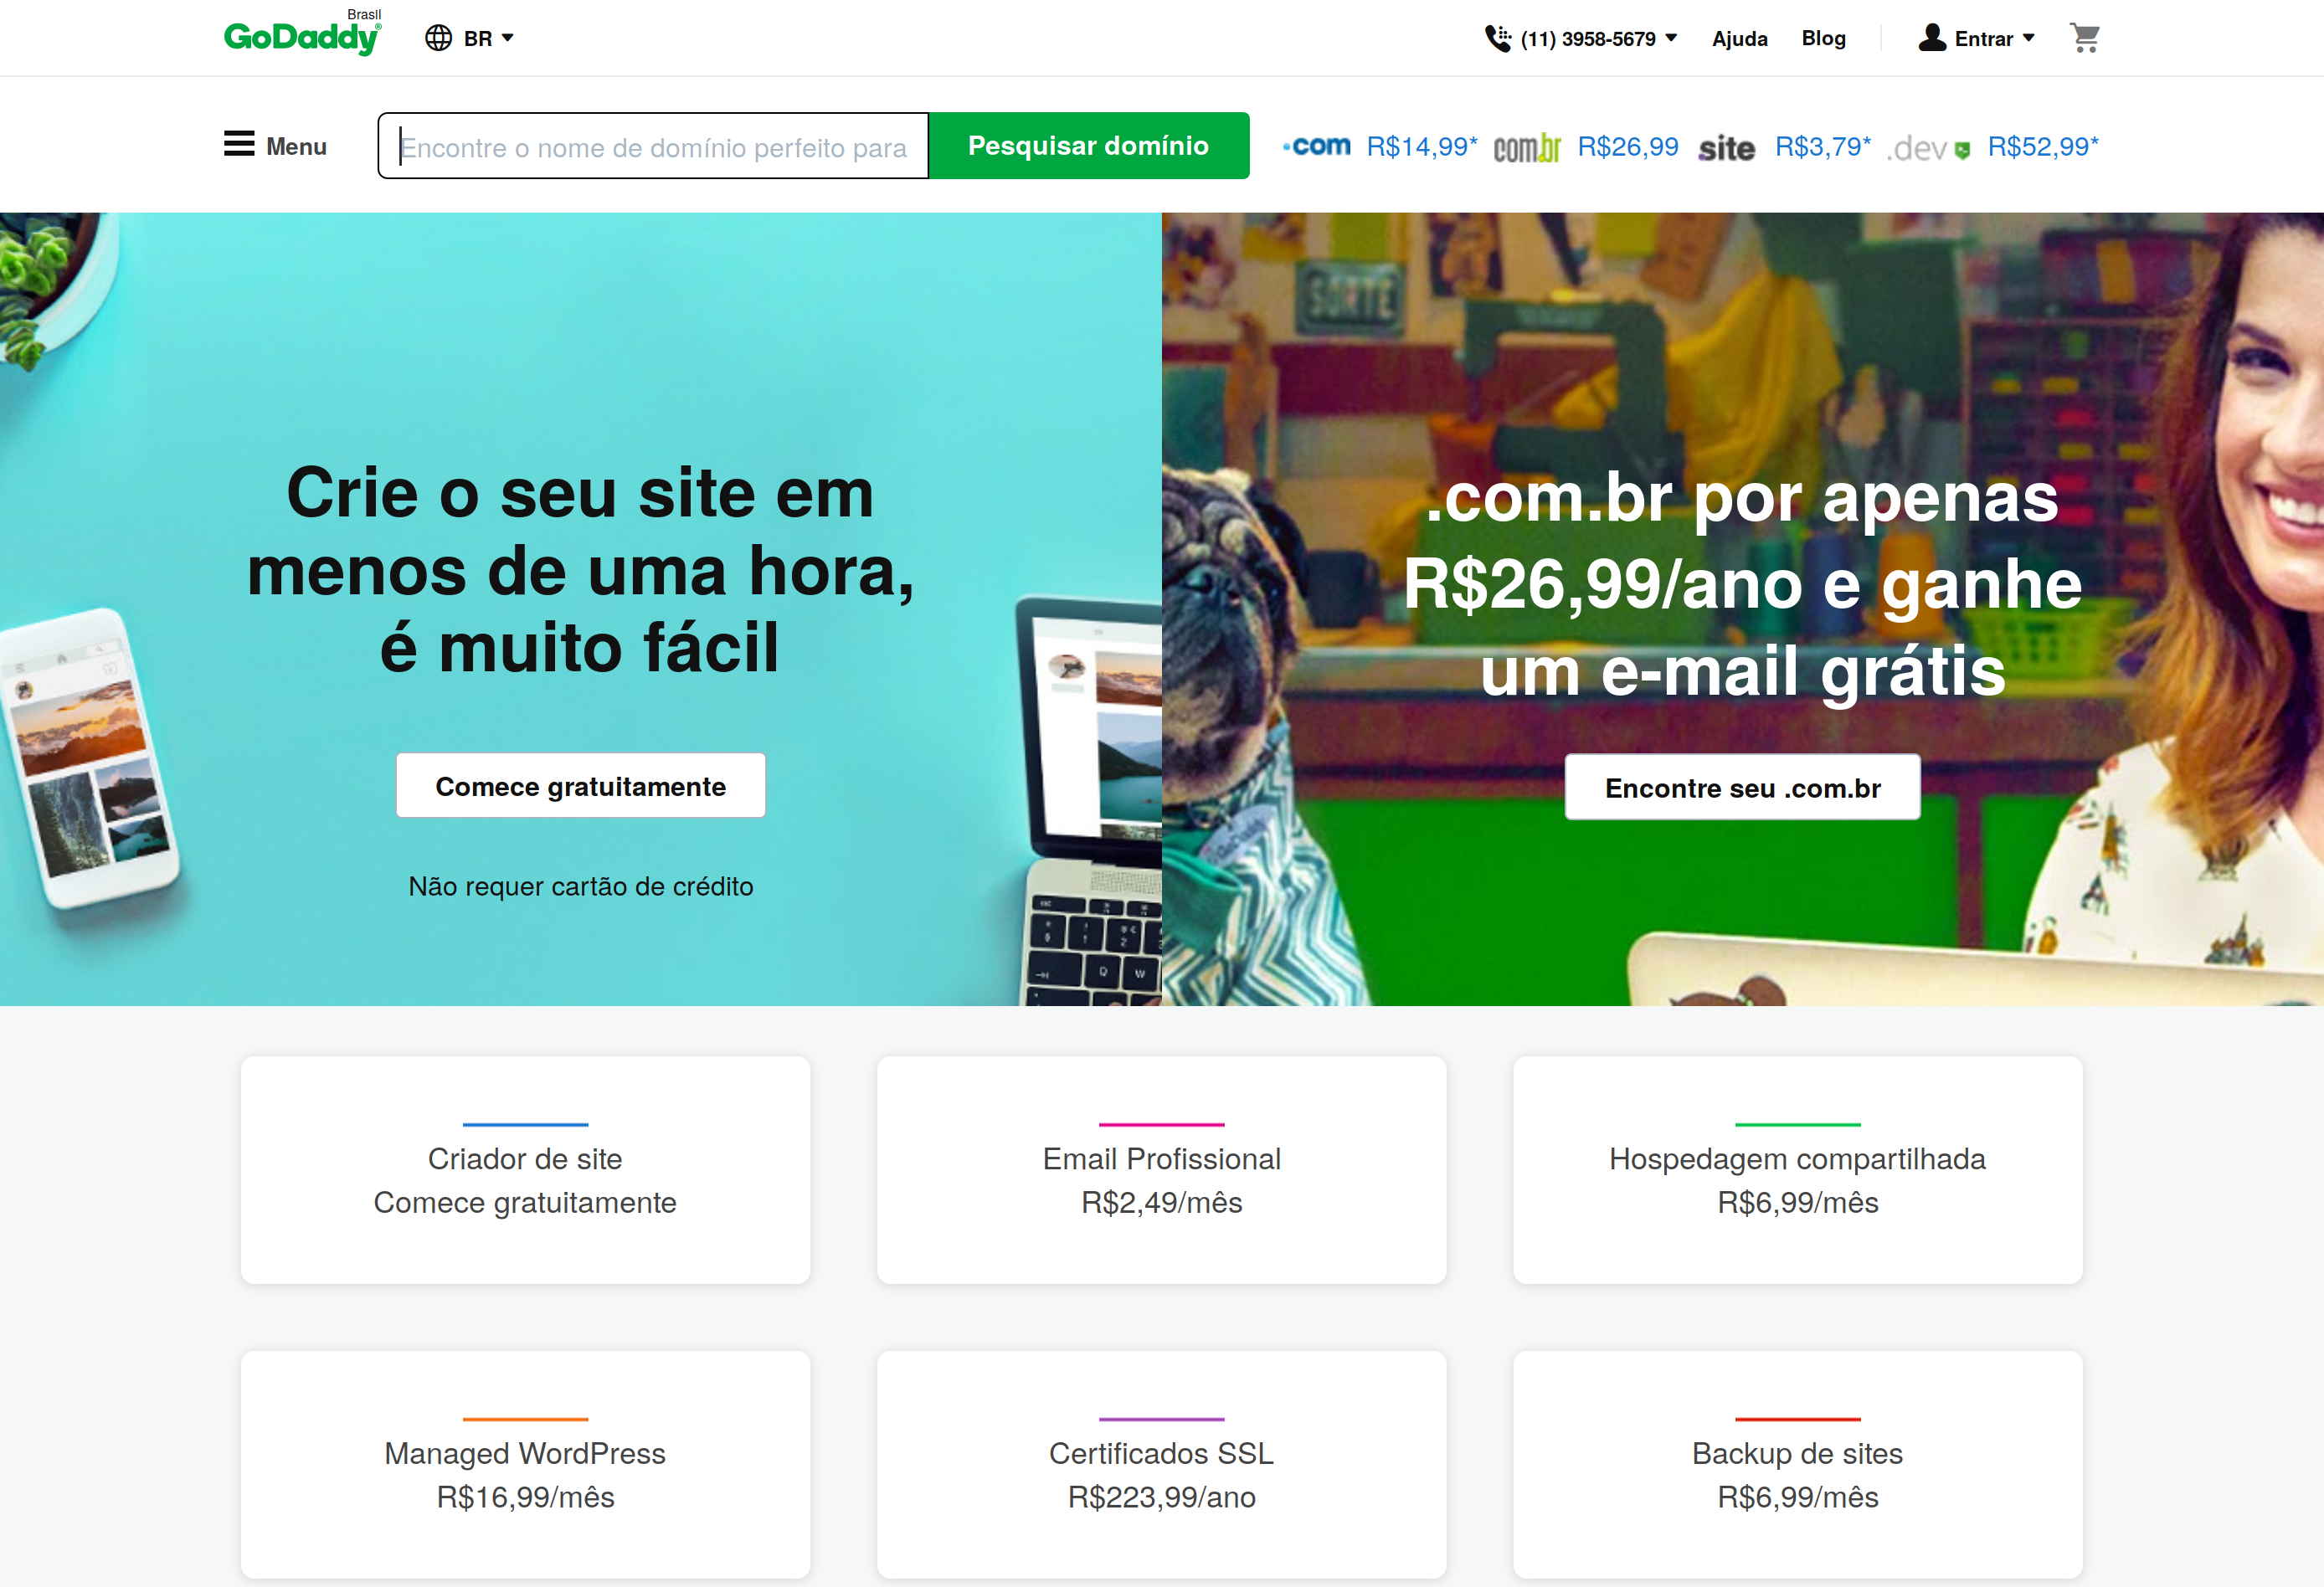 Brasil
GoDaddy®
BR
(11) 3958-5679
Ajuda
Blog
Entrar
Menu
Encontre o nome de domínio perfeito para
Pesquisar domínio
.com R$14,99*
com.br R$26,99
site R$3,79*
.dev R$52,99*
Crie o seu site em
menos de uma hora,
é muito fácil
Comece gratuitamente
Não requer cartão de crédito
SORTE
.com.br por apenas
R$26,99/ano e ganhe
um e-mail grátis
Encontre seu .com.br
Criador de site
Comece gratuitamente
Email Profissional
R$2,49/mês
Hospedagem compartilhada
R$6,99/mês
Managed WordPress
R$16,99/mês
Certificados SSL
R$223,99/ano
Backup de sites
R$6,99/mês